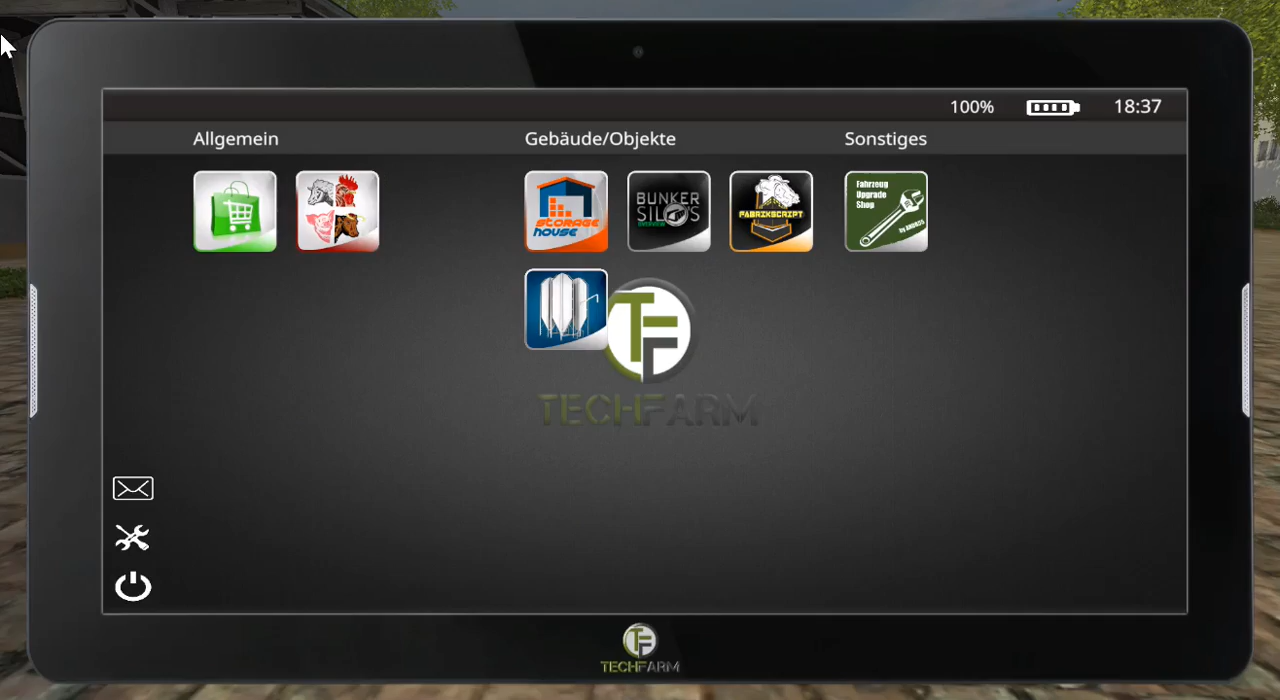 100% 18:37
Allgemein Gebäude/Objekte Sonstiges
STORAGE
HOUSE
BUNKER
SILOS
OVERVIEW
FABRIKSCRIPT
Fahrzeug
Upgrade
Shop
TF
TECHFARM
TF
TECHFARM